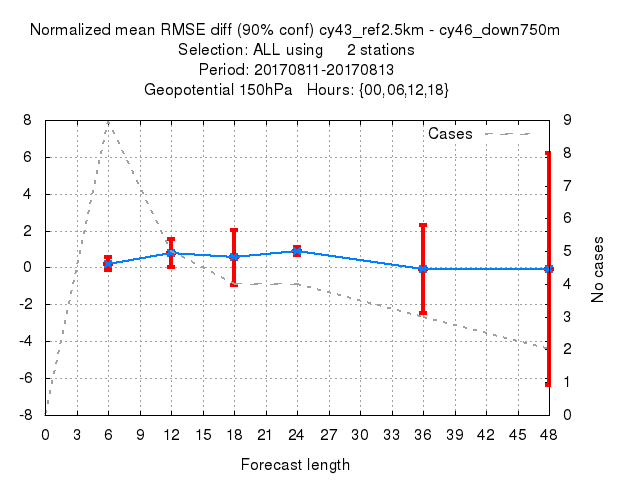 Normalized mean RMSE diff (90% conf) cy43_ref2.5km - cy46_down750m
Selection: ALL using 2 stations
Period: 20170811-20170813
Geopotential 150hPa Hours: {00,06,12,18}
Cases
8
6
4
2
0
-2
-4
-6
-8
9
8
7
6
5
4
3
2
1
0
No cases
0 3 6 9 12 15 18 21 24 27 30 33 36 39 42 45 48
Forecast length